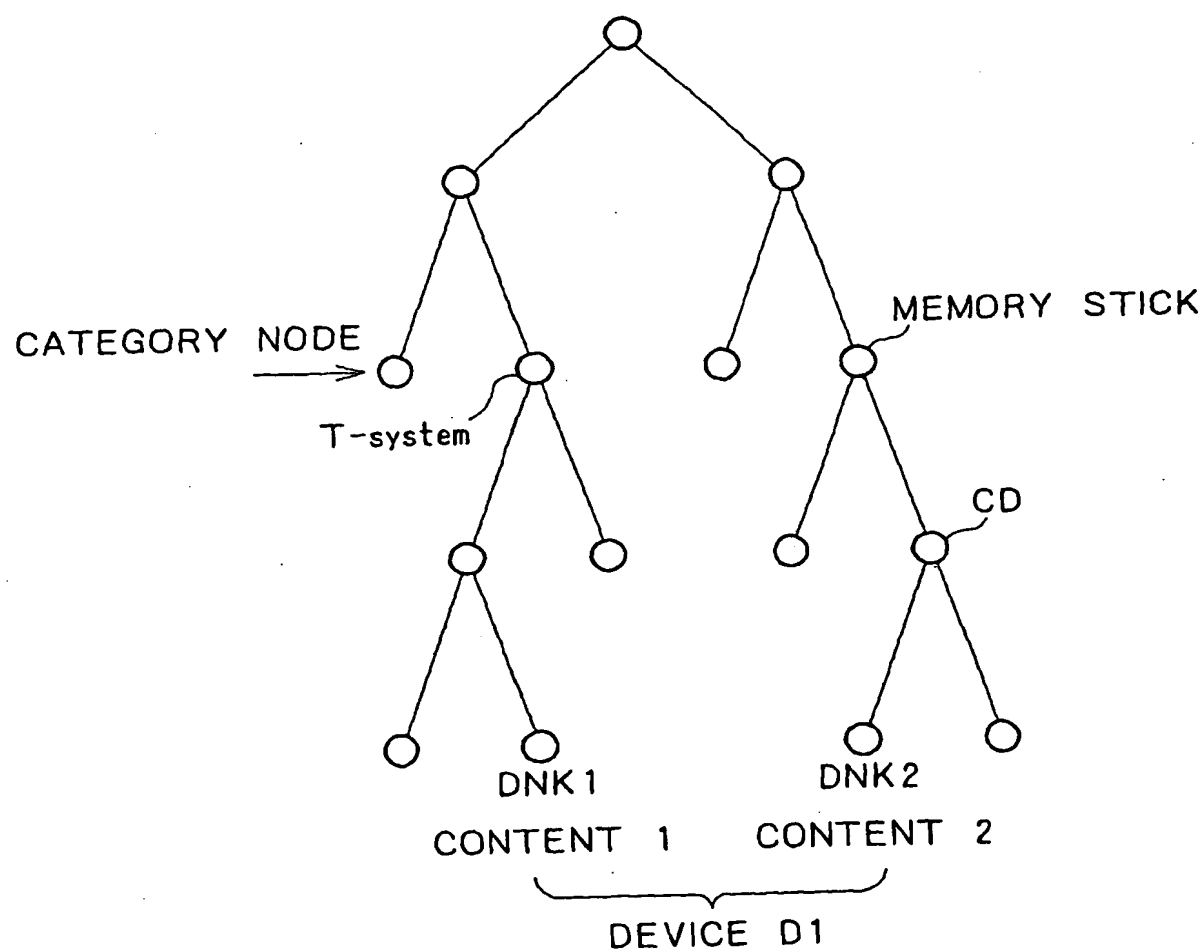 MEMORY STICK
CATEGORY NODE
T-system
CD
DNK1
DNK2
CONTENT 1
CONTENT 2
DEVICE D1